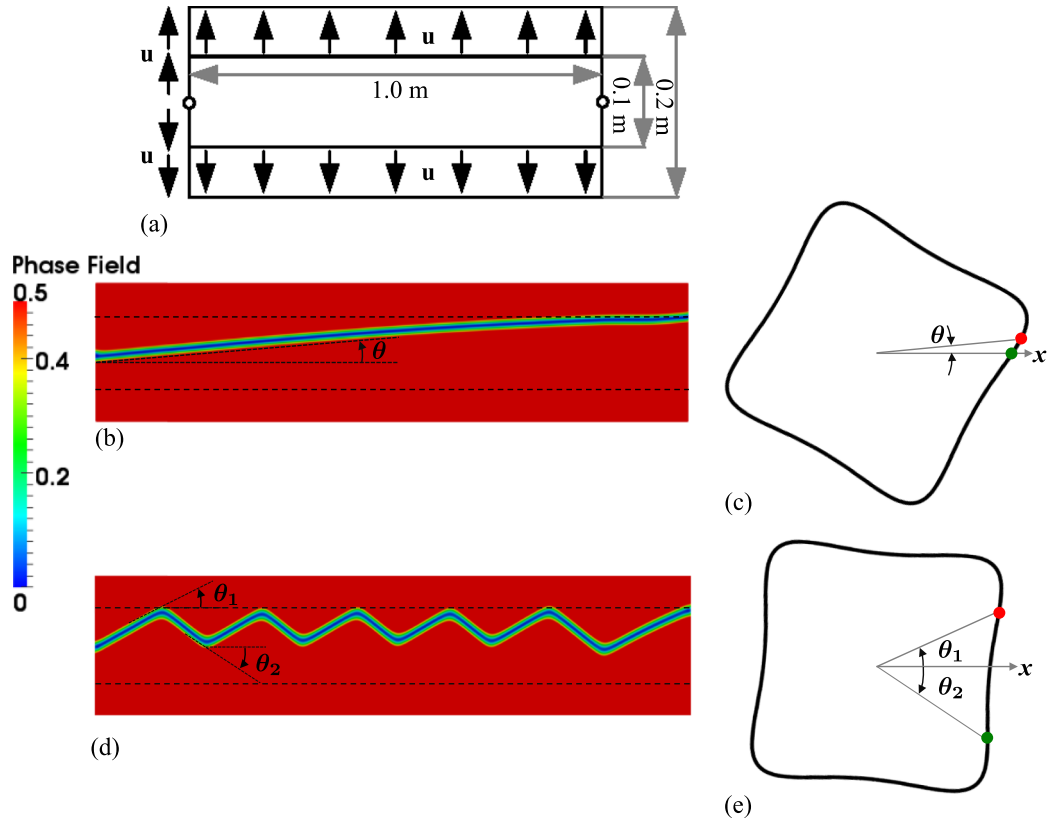 u
u
u
1.0 m
0.1 m
0.2 m
u
u
(a)
Phase Field
0.5
0.4
0.2
0
θ
(b)
θ
x
(c)
θ1
θ2
(d)
θ1
x
θ2
(e)